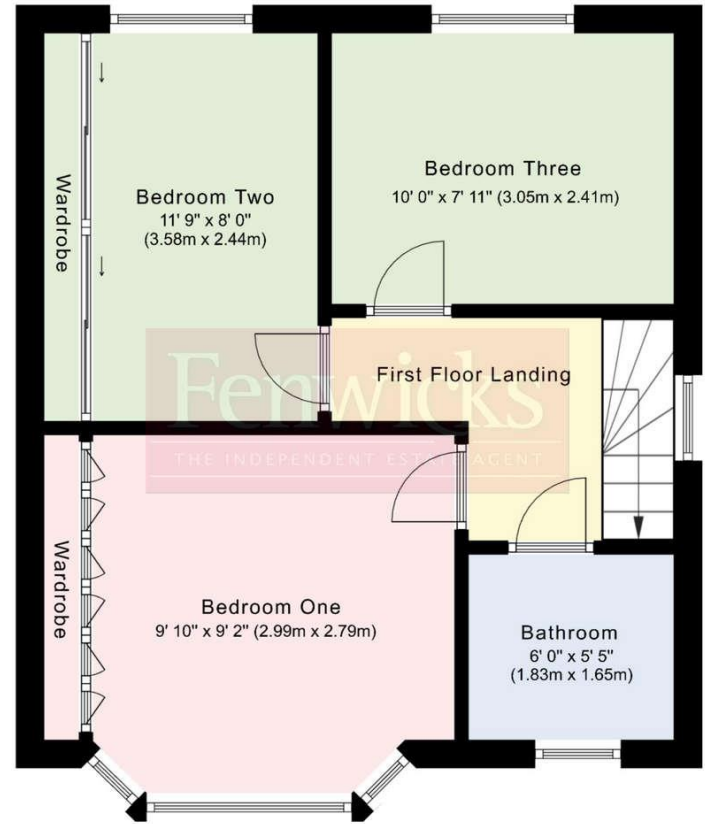 Bedroom Two
11' 9" x 8' 0"
(3.58m x 2.44m)
Wardrobe
Bedroom Three
10' 0" x 7' 11" (3.05m x 2.41m)
First Floor Landing
Fenwicks
THE INDEPENDENT ESTATE AGENT
Wardrobe
Bedroom One
9' 10" x 9' 2" (2.99m x 2.79m)
Bathroom
6' 0" x 5' 5"
(1.83m x 1.65m)